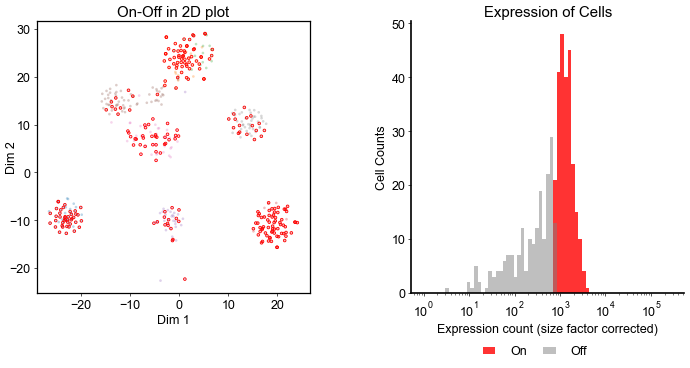 On-Off in 2D plot
30
20
10
0
−10
−20
Dim 2
−20 −10 0 10 20
Dim 1
Expression of Cells
50
40
30
20
10
0
Cell Counts
10^0 10^1 10^2 10^3 10^4 10^5
Expression count (size factor corrected)
On Off